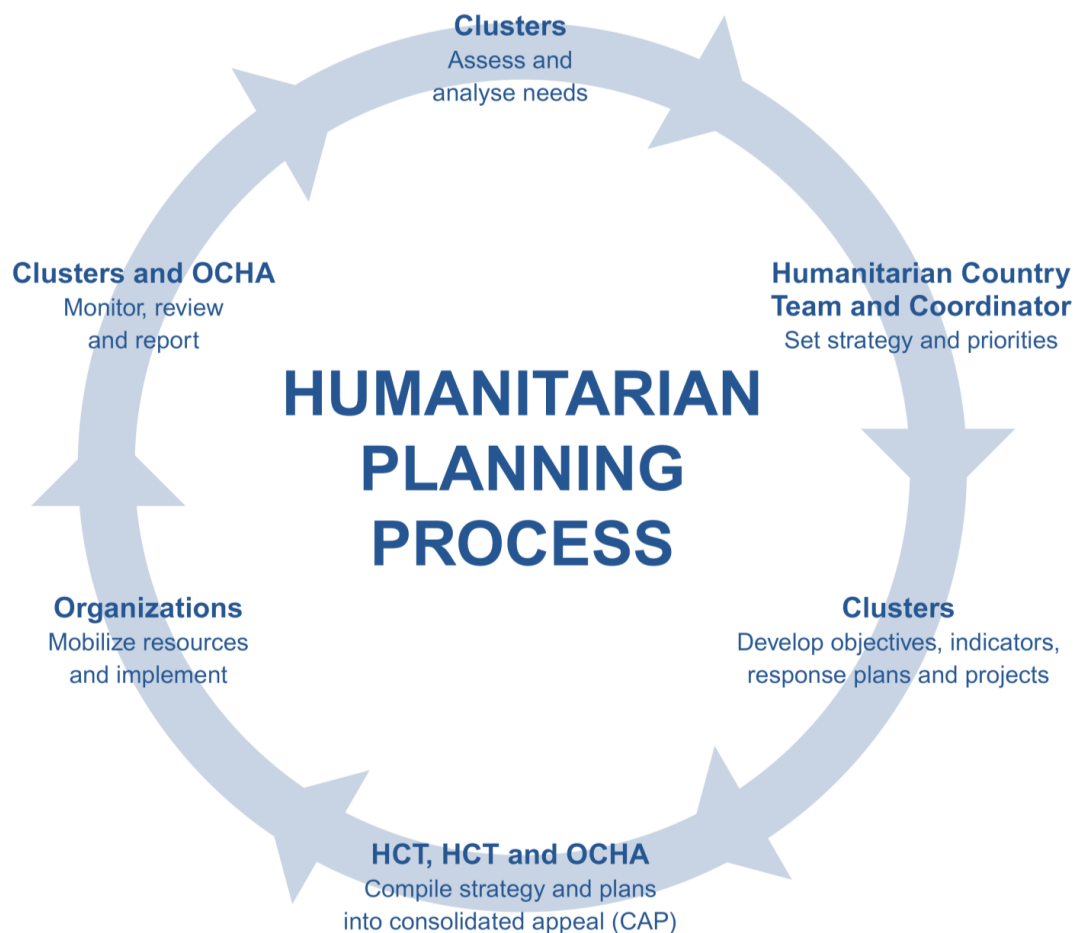 Clusters
Assess and
analyse needs
Humanitarian Country
Team and Coordinator
Set strategy and priorities
Clusters
Develop objectives, indicators,
response plans and projects
HCT, HCT and OCHA
Compile strategy and plans
into consolidated appeal (CAP)
Organizations
Mobilize resources
and implement
Clusters and OCHA
Monitor, review
and report
HUMANITARIAN
PLANNING
PROCESS